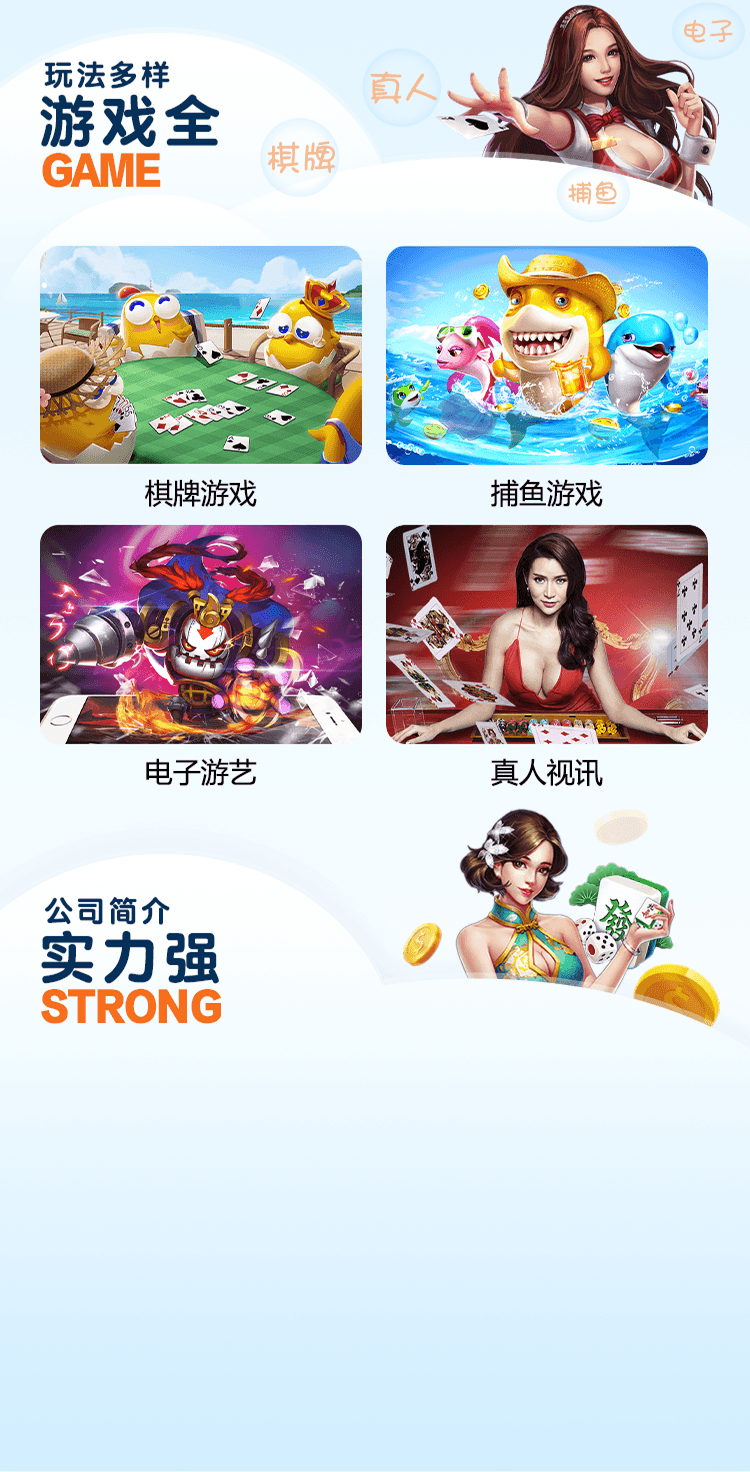 玩法多样
游戏全
GAME
棋牌
真人
电子
捕鱼
棋牌游戏
捕鱼游戏
电子游艺
真人视讯
公司简介
实力强
STRONG
發